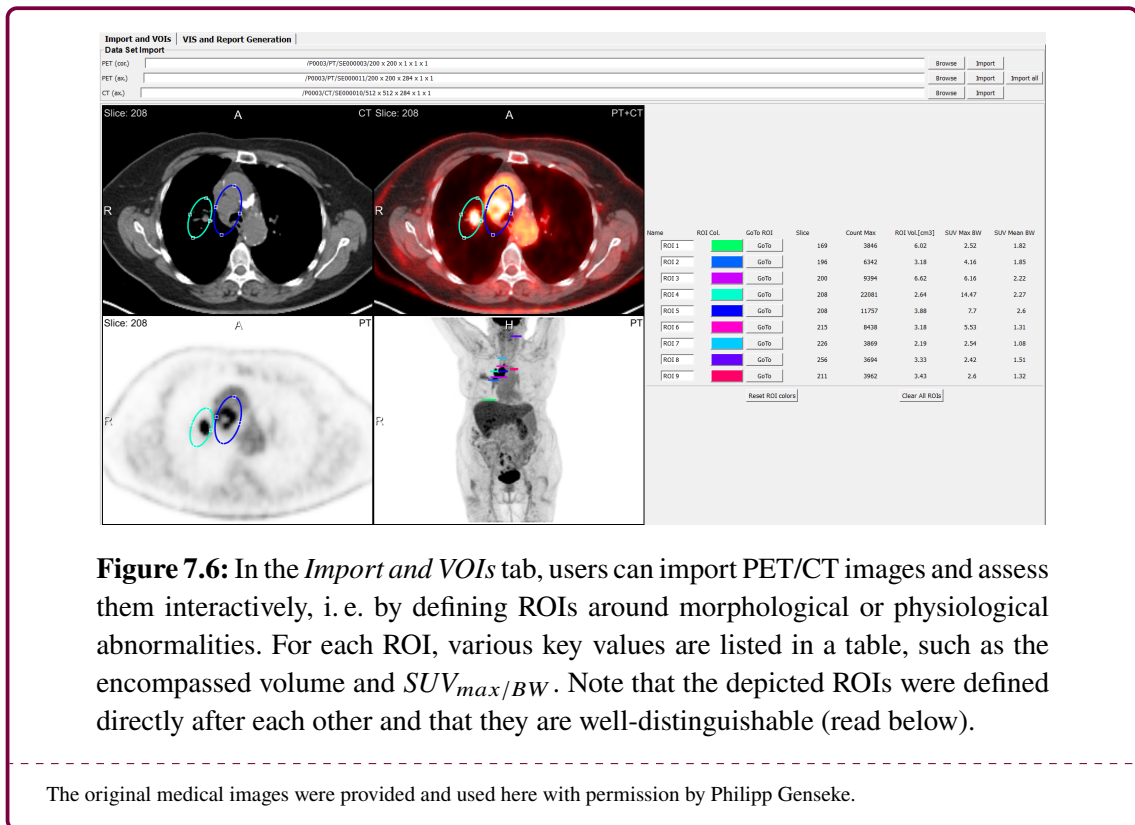 Import and VOIs VIS and Report Generation
Data Set Import
PET (cor.) /P0003/PT/SE000003/200 x 200 x 1 x 1 x 1 Browse Import
PET (ax.) /P0003/PT/SE000011/200 x 200 x 284 x 1 x 1 Browse Import Import all
CT (ax.) /P0003/CT/SE000010/512 x 512 x 284 x 1 x 1 Browse Import
Slice: 208 A CT
R
Slice: 208 A PT+CT
R
Slice: 208 A PT
R
H PT
R
Name ROI Col. GoTo ROI Slice Count Max ROI Vol.[cm3] SUV Max BW SUV Mean BW
ROI 1 GoTo 169 3846 6.02 2.52 1.82
ROI 2 GoTo 196 6342 3.18 4.16 1.85
ROI 3 GoTo 200 9394 6.62 6.16 2.22
ROI 4 GoTo 208 22081 2.64 14.47 2.27
ROI 5 GoTo 208 11757 3.88 7.7 2.6
ROI 6 GoTo 215 8438 3.18 5.53 1.31
ROI 7 GoTo 226 3869 2.19 2.54 1.08
ROI 8 GoTo 256 3694 3.33 2.42 1.51
ROI 9 GoTo 211 3962 3.43 2.6 1.32
Reset ROI colors Clear All ROIs
Figure 7.6: In the Import and VOIs tab, users can import PET/CT images and assess
them interactively, i. e. by defining ROIs around morphological or physiological
abnormalities. For each ROI, various key values are listed in a table, such as the
encompassed volume and SUVmax/BW. Note that the depicted ROIs were defined
directly after each other and that they are well-distinguishable (read below).
The original medical images were provided and used here with permission by Philipp Genseke.